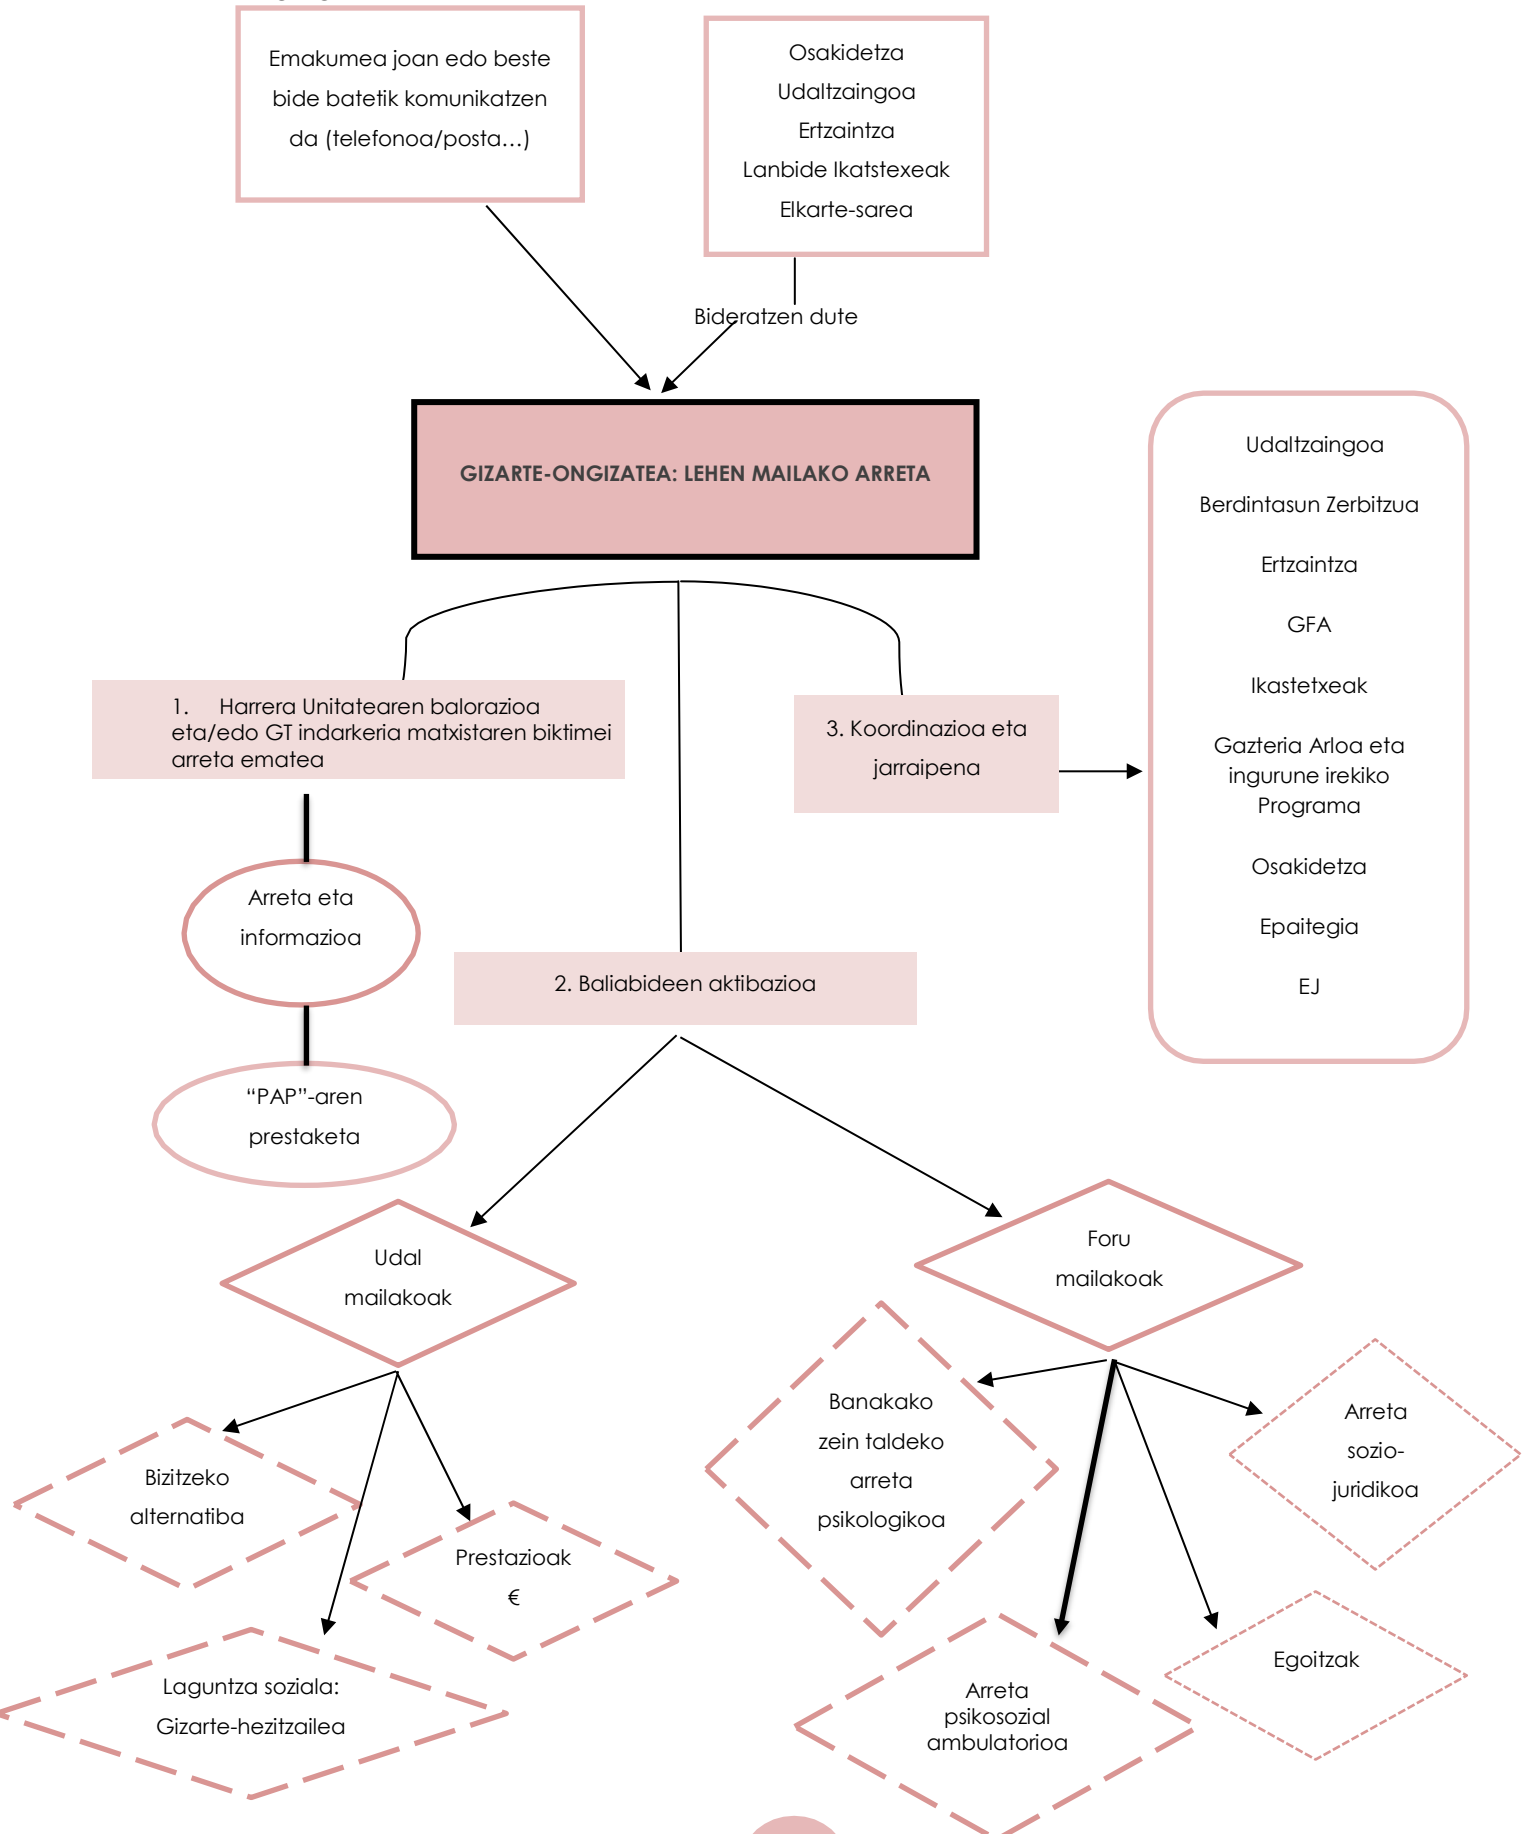 Emakumea joan edo beste
bide batetik komunikatzen
da (telefonoa/posta…)
Osakidetza
Udaltzaingoa
Ertzaintza
Lanbide Ikatstexeak
Elkarte-sarea
Bideratzen dute
GIZARTE-ONGIZATEA: LEHEN MAILAKO ARRETA
Udaltzaingoa
Berdintasun Zerbitzua
Ertzaintza
GFA
Ikastetxeak
Gazteria Arloa eta
ingurune irekiko
Programa
Osakidetza
Epaitegia
EJ
1. Harrera Unitatearen balorazioa
eta/edo GT indarkeria matxistaren biktimei
arreta ematea
3. Koordinazioa eta
jarraipena
Arreta eta
informazioa
2. Baliabideen aktibazioa
“PAP”-aren
prestaketa
Udal
mailakoak
Foru
mailakoak
Bizitzeko
alternatiba
Prestazioak
€
Laguntza soziala:
Gizarte-hezitzailea
Banakako
zein taldeko
arreta
psikologikoa
Arreta
sozio-
juridikoa
Arreta
psikosozial
ambulatorioa
Egoitzak